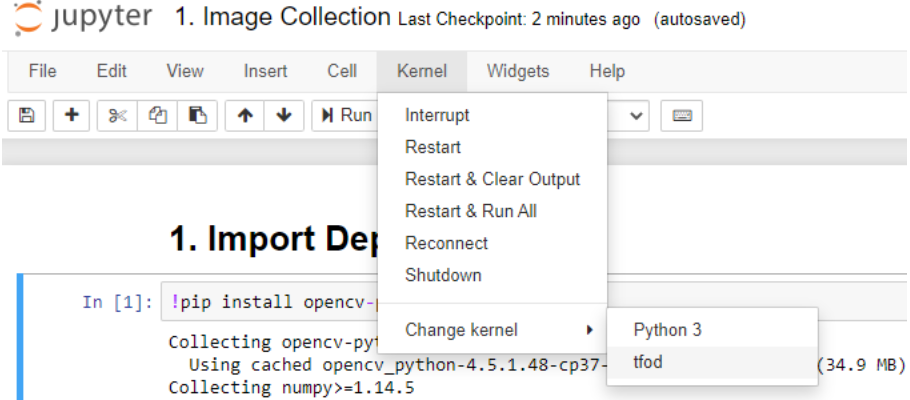 jupyter 1. Image Collection Last Checkpoint: 2 minutes ago (autosaved)
File Edit View Insert Cell Kernel Widgets Help
Run
Interrupt
Restart
Restart & Clear Output
Restart & Run All
Reconnect
Shutdown
Change kernel
Python 3
tfod
1. Import Dep
In [1]: !pip install opencv-
Collecting opencv-pyt
Using cached opencv_python-4.5.1.48-cp37- (34.9 MB)
Collecting numpy>=1.14.5